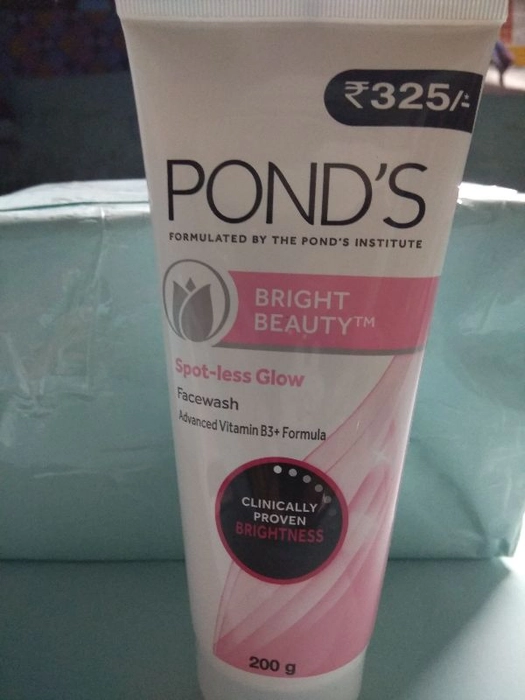 ₹325/-
POND'S
FORMULATED BY THE POND'S INSTITUTE
BRIGHT
BEAUTY™
Spot-less Glow
Facewash
Advanced Vitamin B3+ Formula
CLINICALLY
PROVEN
BRIGHTNESS
200 g